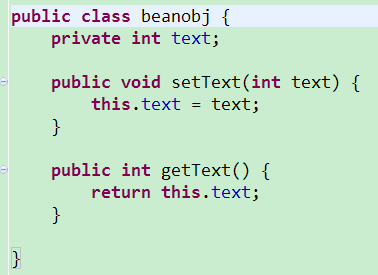 public class beanobj {
    private int text;

    public void setText(int text) {
        this.text = text;
    }

    public int getText() {
        return this.text;
    }

}